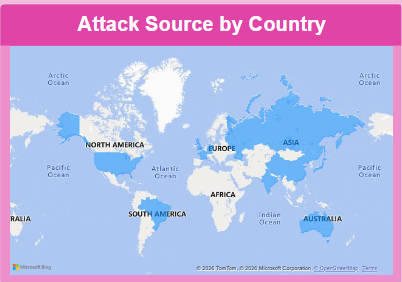 Attack Source by Country
Arctic
Ocean
Arctic
Ocean
NORTH AMERICA
EUROPE
ASIA
Pacific
Ocean
Atlantic
Ocean
Pacific
Ocean
AFRICA
RALIA
SOUTH AMERICA
Indian
Ocean
AUSTRALIA
Microsoft Bing
© 2026 TomTom, © 2026 Microsoft Corporation, © OpenStreetMap Terms